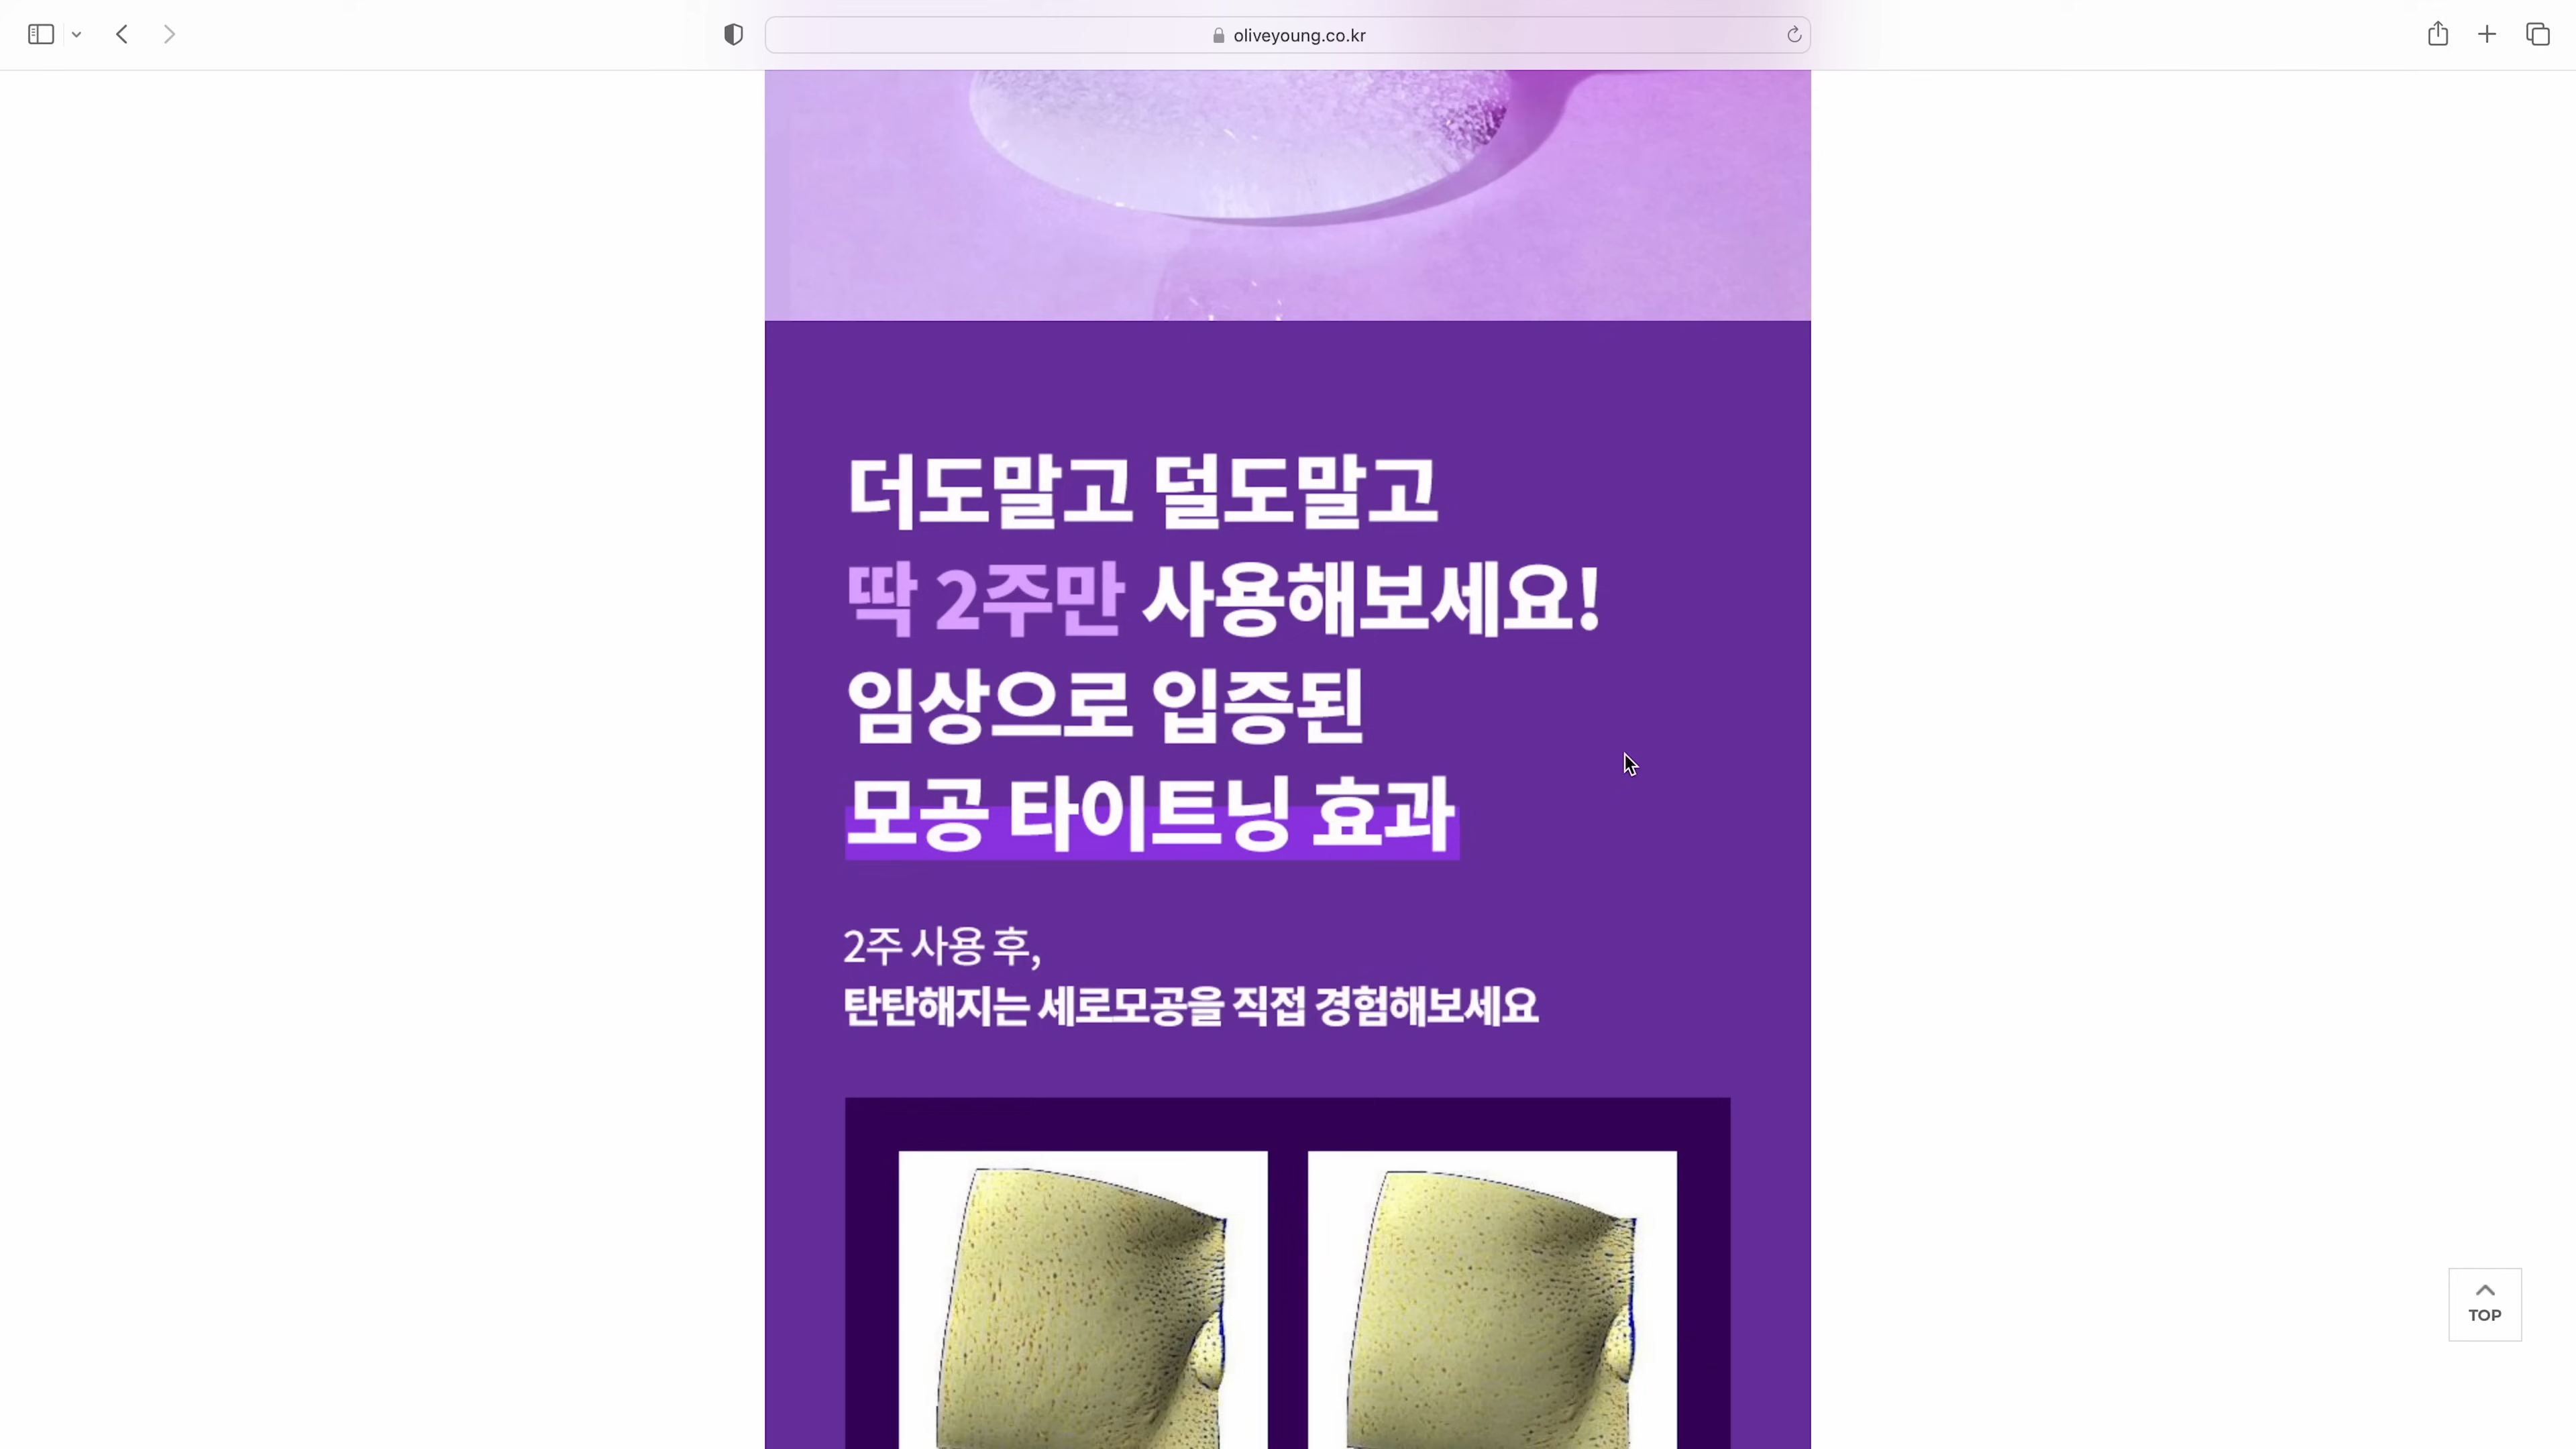 oliveyoung.co.kr
더도말고 덜도말고
딱 2주만 사용해보세요!
임상으로 입증된
모공 타이트닝 효과
2주 사용 후,
탄탄해지는 세로모공을 직접 경험해보세요
TOP